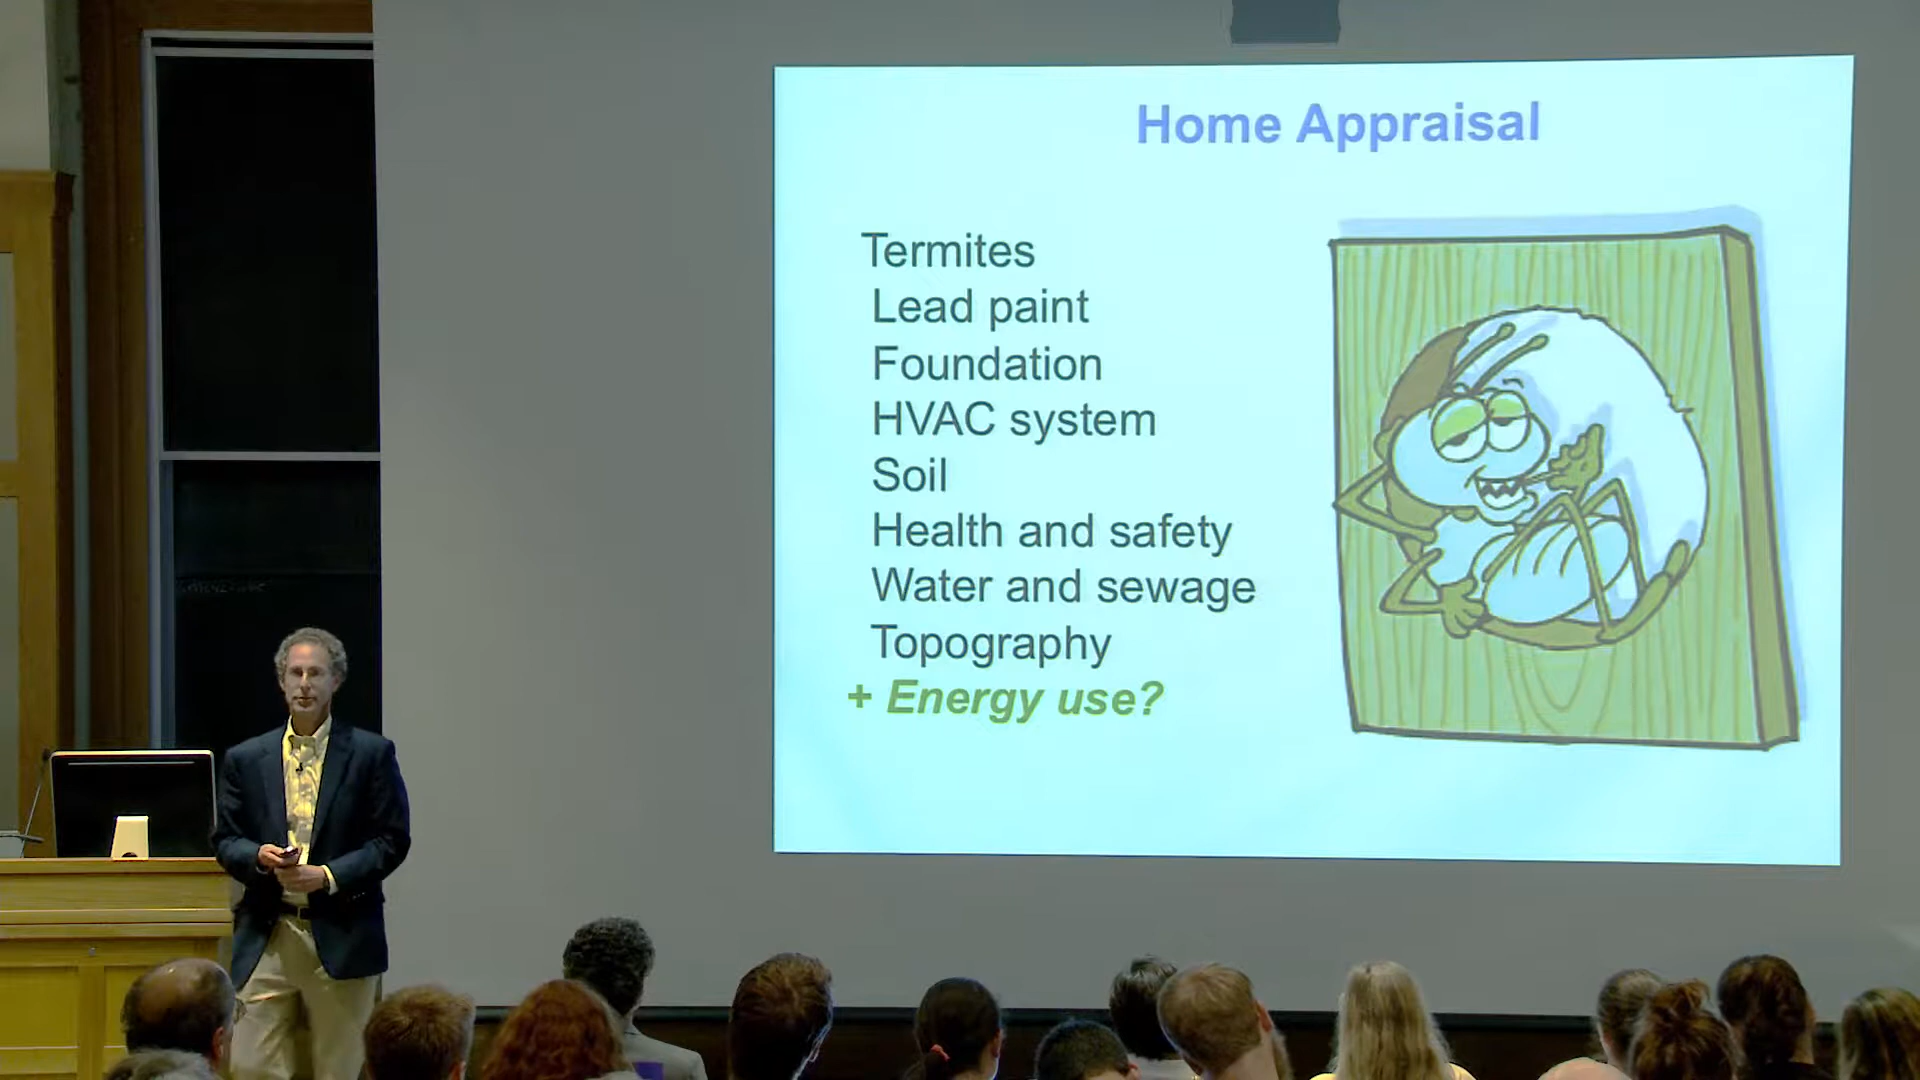 Home Appraisal
Termites
Lead paint
Foundation
HVAC system
Soil
Health and safety
Water and sewage
Topography
+ Energy use?